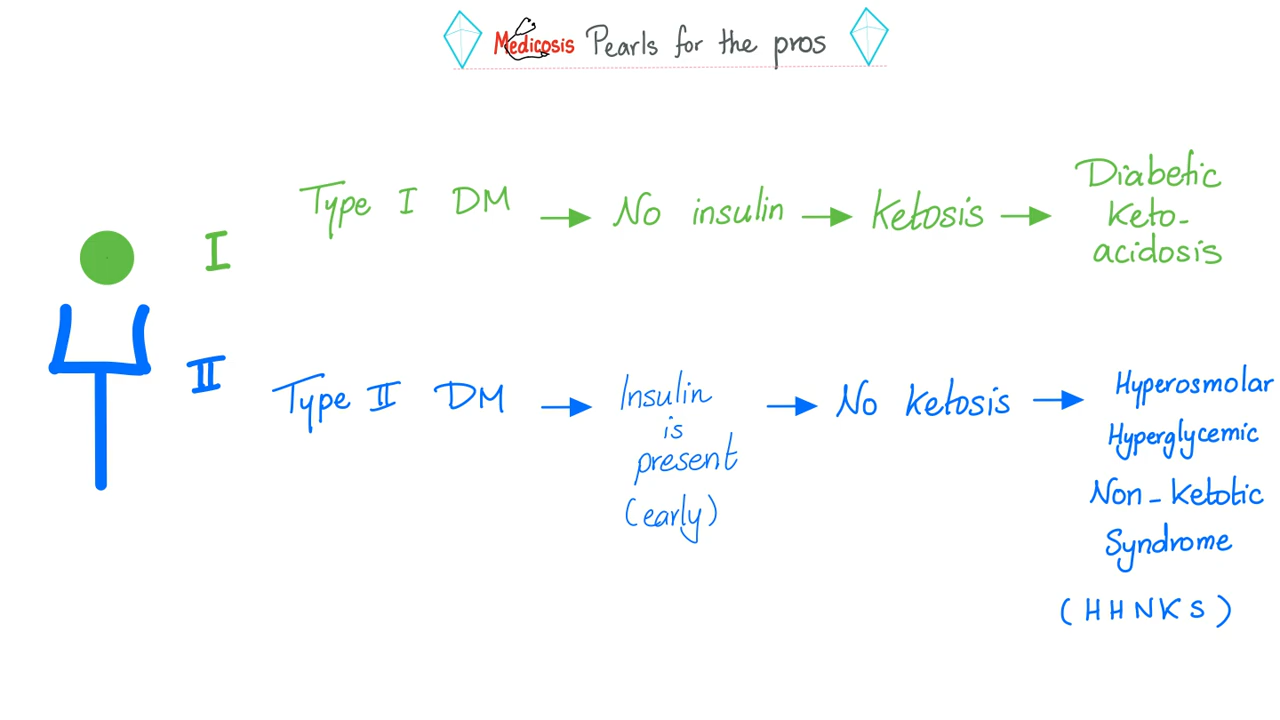 Medicosis Pearls for the pros
Type I DM → No insulin → Ketosis → Diabetic
Keto-
acidosis
I
II
Type II DM → Insulin
is
present
(early) → No ketosis → Hyperosmolar
Hyperglycemic
Non-Ketotic
Syndrome
(HHNKS)